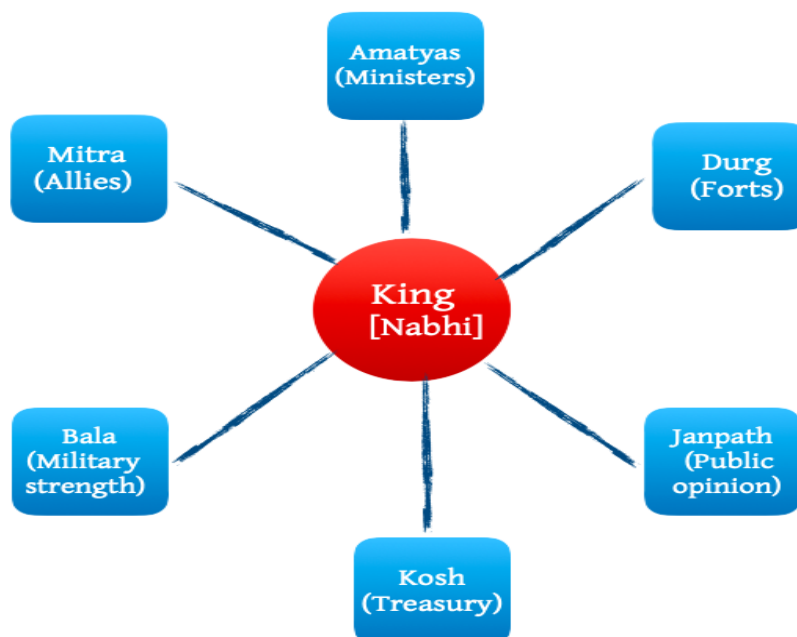 Amatyas
(Ministers)
Mitra
(Allies)
Durg
(Forts)
King
[Nabhi]
Bala
(Military
strength)
Janpath
(Public
opinion)
Kosh
(Treasury)